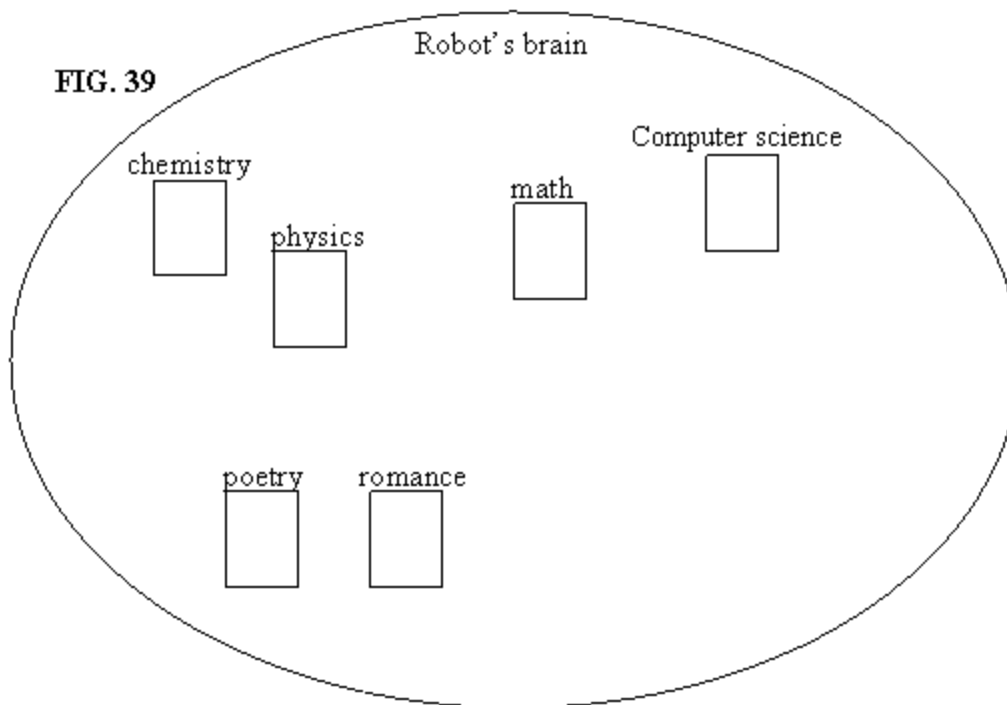 Robot's brain
FIG. 39
Computer science
chemistry
math
physics
poetry
romance